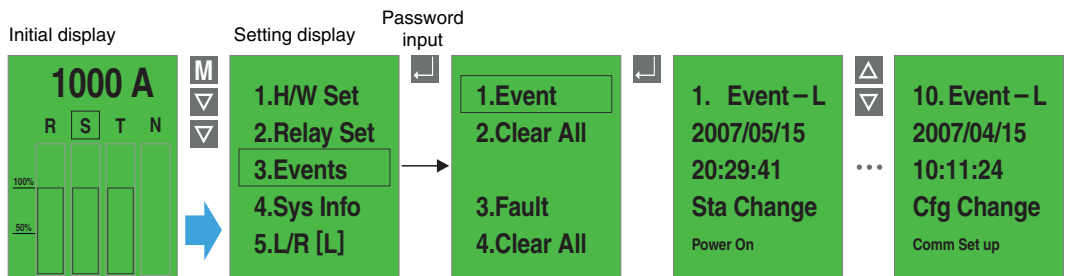 Initial display
1000 A
R S T N
100%
50%
M
Setting display
1.H/W Set
2.Relay Set
3.Events
4.Sys Info
5.L/R [L]
Password
input
1.Event
2.Clear All
3.Fault
4.Clear All
1. Event – L
2007/05/15
20:29:41
Sta Change
Power On
...
10. Event – L
2007/04/15
10:11:24
Cfg Change
Comm Set up